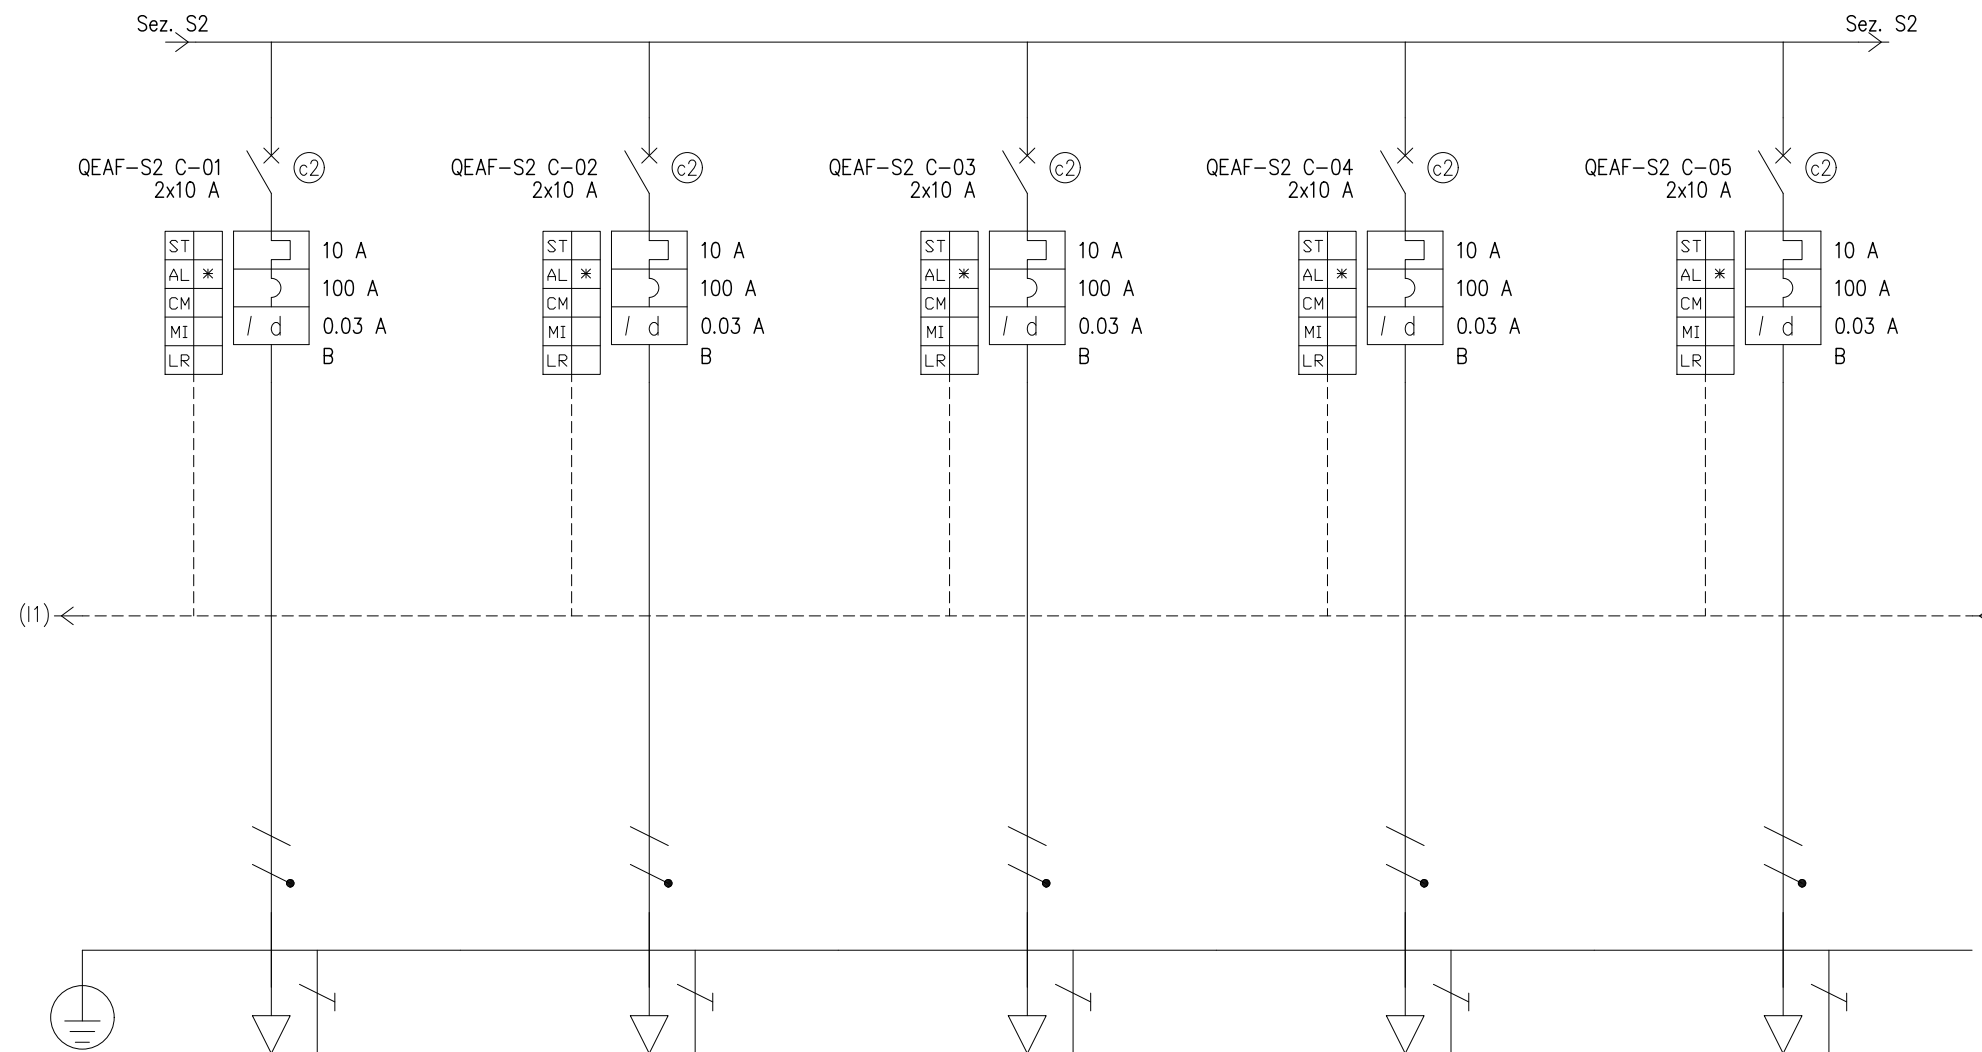 Sez. S2
Sez. S2
QEAF-S2 C-01
2x10 A
c2
ST
AL *
CM
MI
LR
/ d
10 A
100 A
0.03 A
B
QEAF-S2 C-02
2x10 A
c2
ST
AL *
CM
MI
LR
/ d
10 A
100 A
0.03 A
B
QEAF-S2 C-03
2x10 A
c2
ST
AL *
CM
MI
LR
/ d
10 A
100 A
0.03 A
B
QEAF-S2 C-04
2x10 A
c2
ST
AL *
CM
MI
LR
/ d
10 A
100 A
0.03 A
B
QEAF-S2 C-05
2x10 A
c2
ST
AL *
CM
MI
LR
/ d
10 A
100 A
0.03 A
B
(I1)